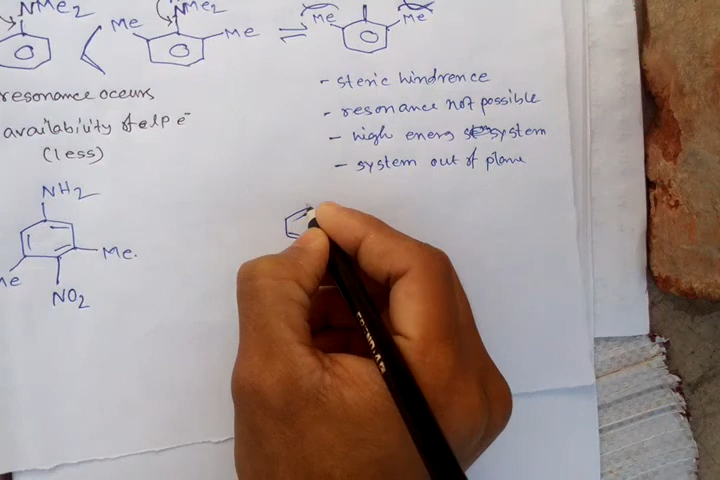 NMe2 NMe2
Me Me Me Me
resonance occurs
availability of e lP e-
(less)
- steric hindrence
- resonance not possible
- high energ system
- system out of plane
NH2
Me.
Me
NO2